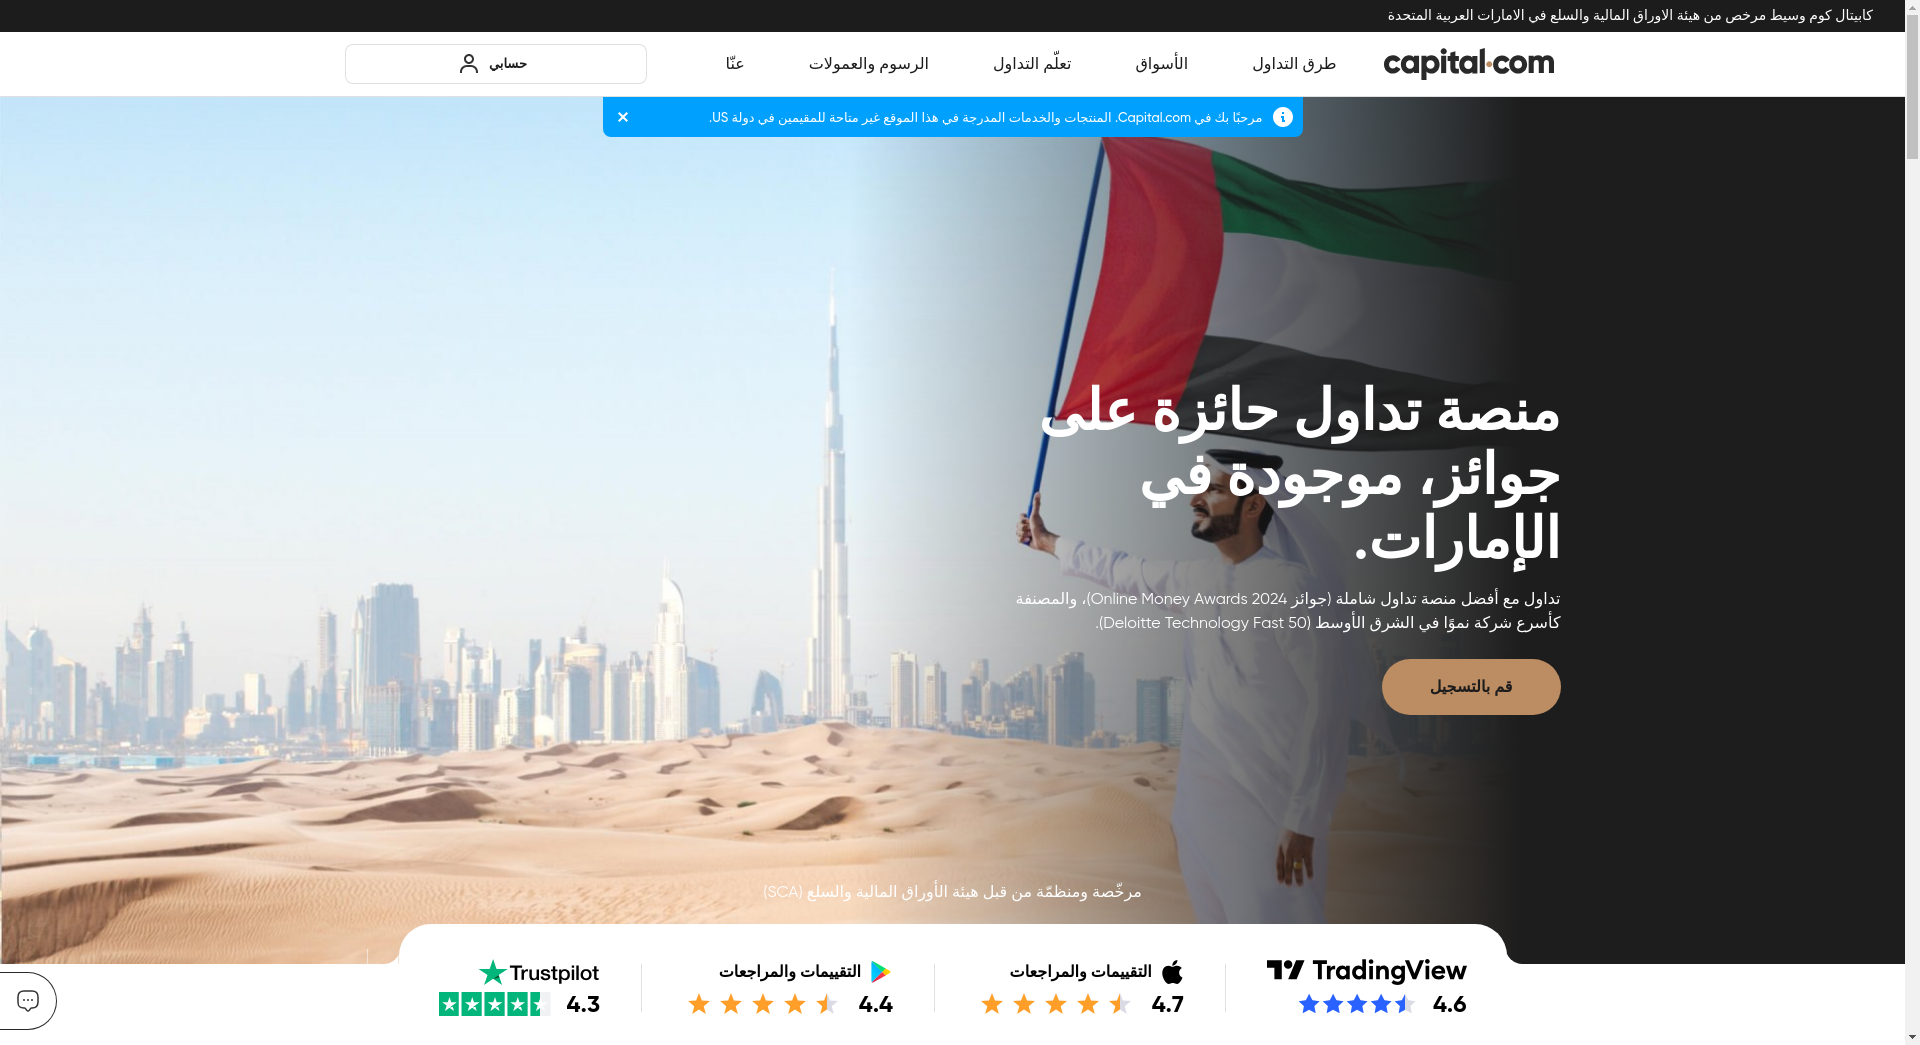 كابيتال كوم وسيط مرخص من هيئة الاوراق المالية والسلع في الامارات العربية المتحدة
capital.com
طرق التداول
الأسواق
تعلّم التداول
الرسوم والعمولات
عنّا
حسابي
مرحبًا بك في Capital.com. المنتجات والخدمات المدرجة في هذا الموقع غير متاحة للمقيمين في دولة US.
منصة تداول حائزة على
جوائز، موجودة في
الإمارات.
تداول مع أفضل منصة تداول شاملة (جوائز Online Money Awards 2024)، والمصنفة
كأسرع شركة نموًا في الشرق الأوسط (Deloitte Technology Fast 50).
قم بالتسجيل
مرخّصة ومنظمّة من قبل هيئة الأوراق المالية والسلع (SCA)
TradingView
4.6
التقييمات والمراجعات
4.7
التقييمات والمراجعات
4.4
Trustpilot
4.3